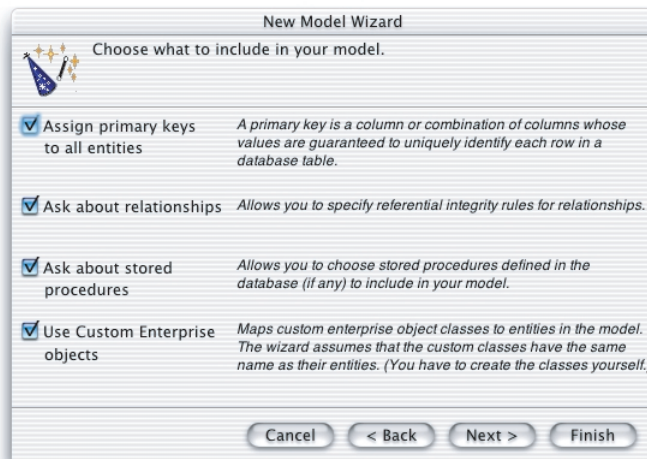 New Model Wizard
Choose what to include in your model.
Assign primary keys
to all entities
A primary key is a column or combination of columns whose
values are guaranteed to uniquely identify each row in a
database table.
Ask about relationships
Allows you to specify referential integrity rules for relationships.
Ask about stored
procedures
Allows you to choose stored procedures defined in the
database (if any) to include in your model.
Use Custom Enterprise
objects
Maps custom enterprise object classes to entities in the model.
The wizard assumes that the custom classes have the same
name as their entities. (You have to create the classes yourself.
Cancel
< Back
Next >
Finish